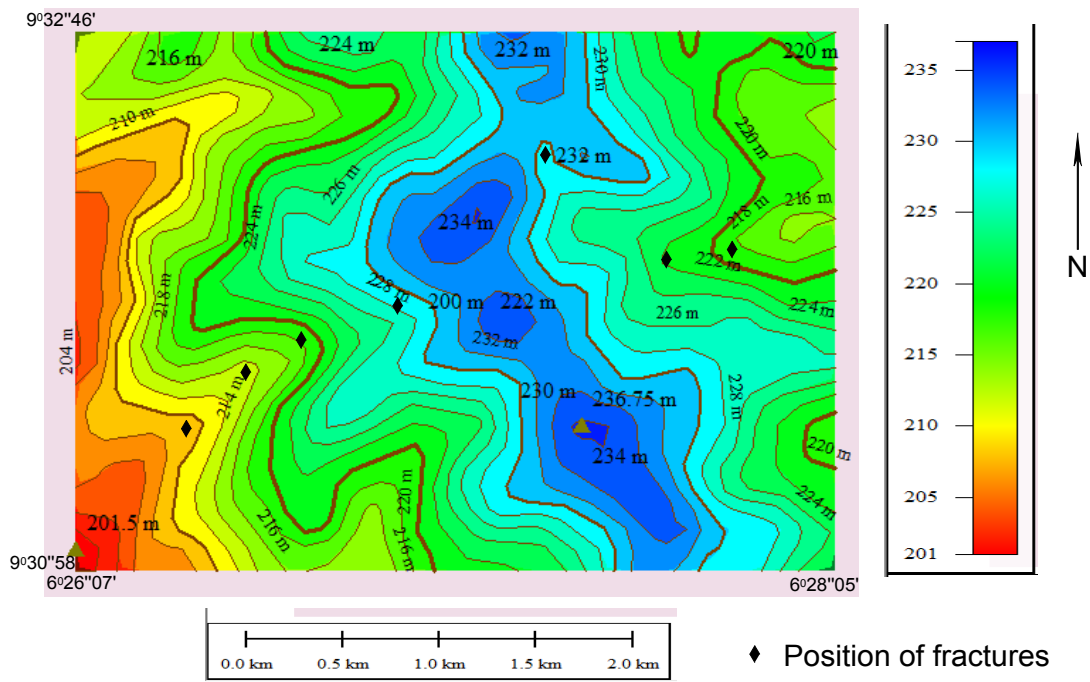 9⁰32"46'
216 m
224 m
232 m
230 m
220 m
210 m
220 m
232 m
226 m
216 m
218 m
224 m
234 m
222 m
218 m
228 m
200 m
222 m
224 m
226 m
232 m
204 m
214 m
230 m
236.75 m
228 m
234 m
220 m
220 m
224 m
201.5 m
216 m
216 m
9⁰30"58'
6⁰26"07'
6⁰28"05'
235
230
225
220
215
210
205
201
N
0.0 km 0.5 km 1.0 km 1.5 km 2.0 km
Position of fractures